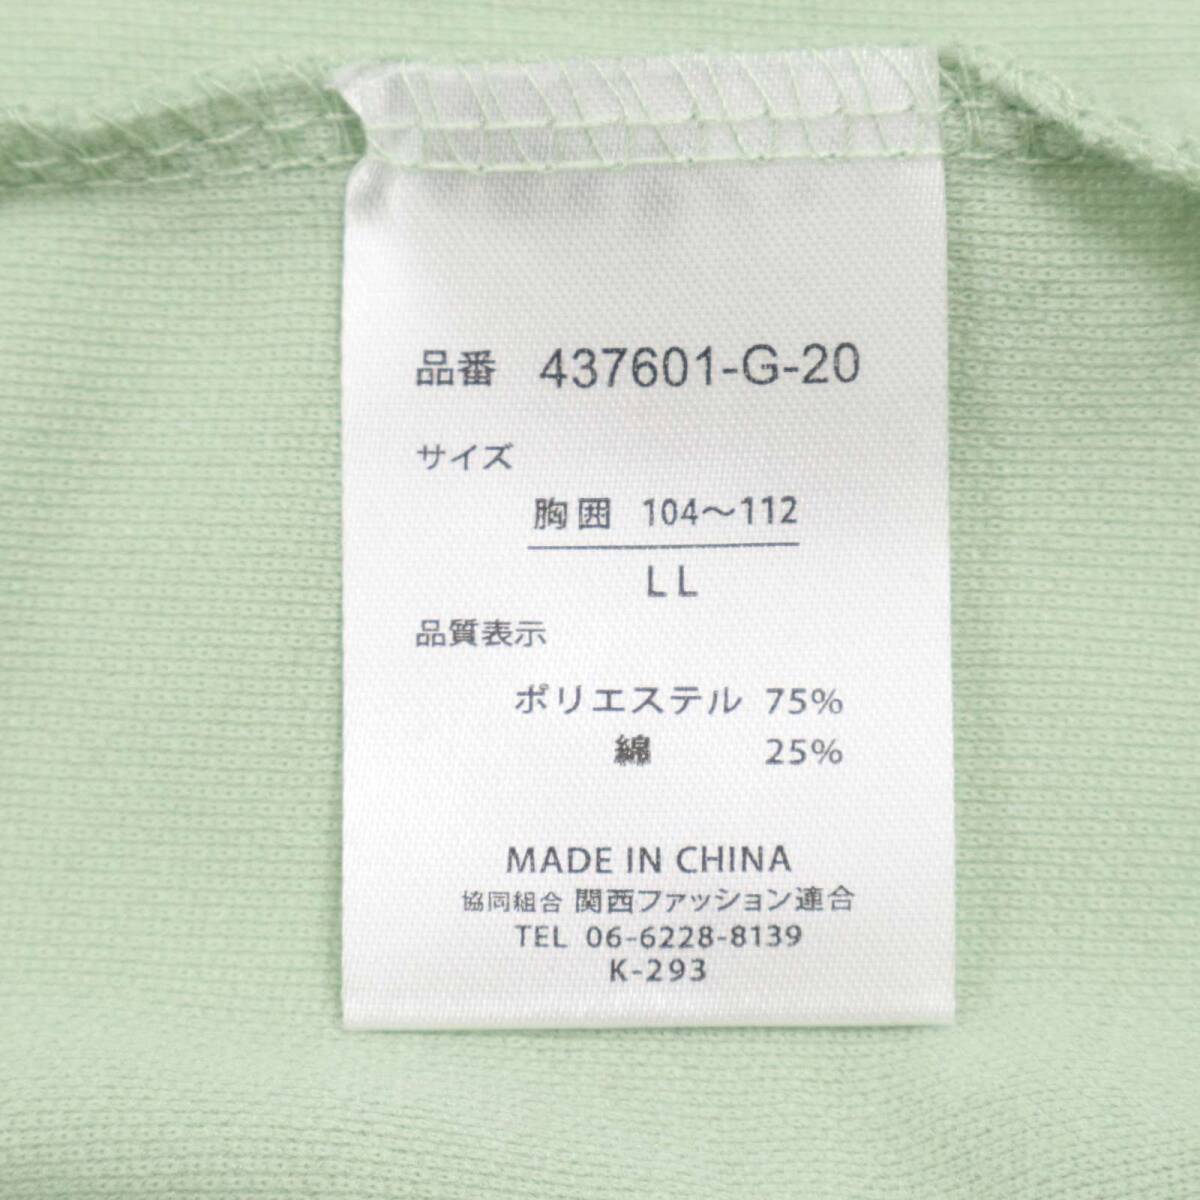 品番 437601-G-20
サイズ
胸囲 104〜112
LL
品質表示
ポリエステル 75%
綿 25%
MADE IN CHINA
協同組合 関西ファッション連合
TEL 06-6228-8139
K-293